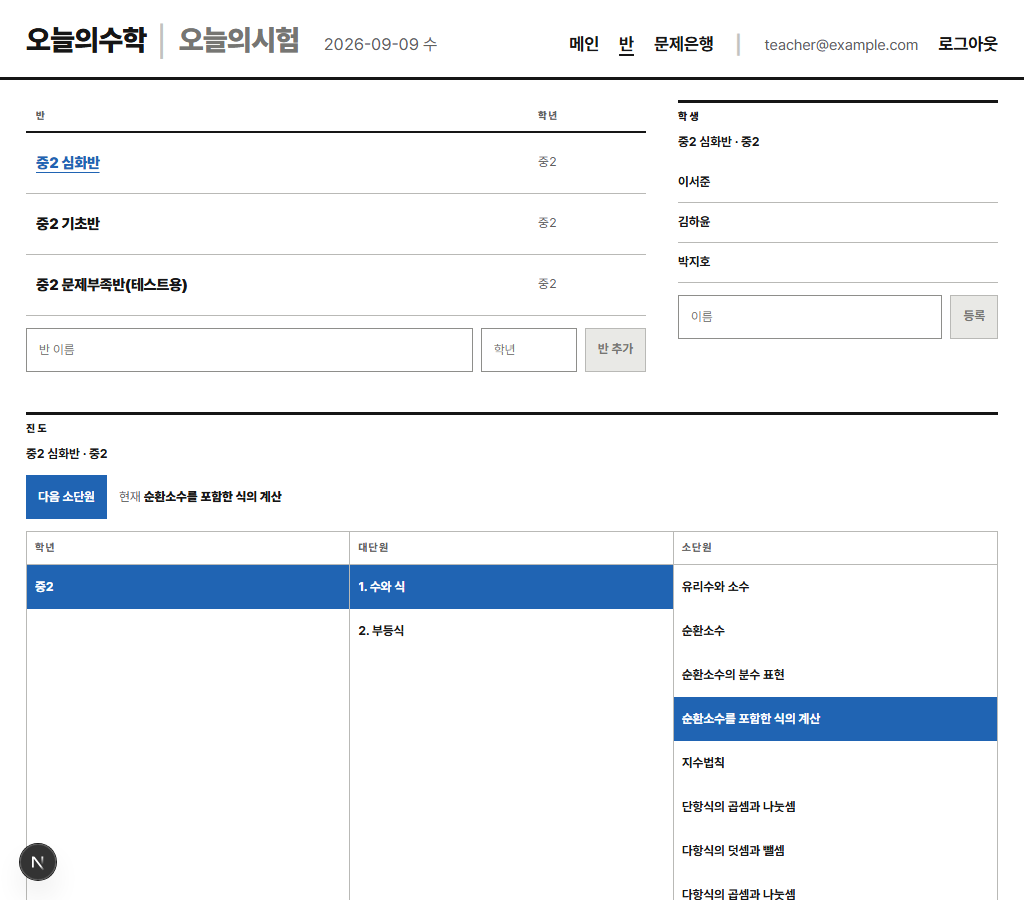 오늘의수학 | 오늘의시험 2026-09-09 수 메인 반 문제은행 | teacher@example.com 로그아웃
반 학년
중2 심화반 중2
중2 기초반 중2
중2 문제부족반(테스트용) 중2
반 이름 학년 반 추가
학생
중2 심화반 · 중2
이서준
김하윤
박지호
이름 등록
진도
중2 심화반 · 중2
다음 소단원 현재 순환소수를 포함한 식의 계산
학년 대단원 소단원
중2 1. 수와 식 유리수와 소수
2. 부등식 순환소수
순환소수의 분수 표현
순환소수를 포함한 식의 계산
지수법칙
단항식의 곱셈과 나눗셈
다항식의 덧셈과 뺄셈
N
다항식의 곱셈과 나눗셈